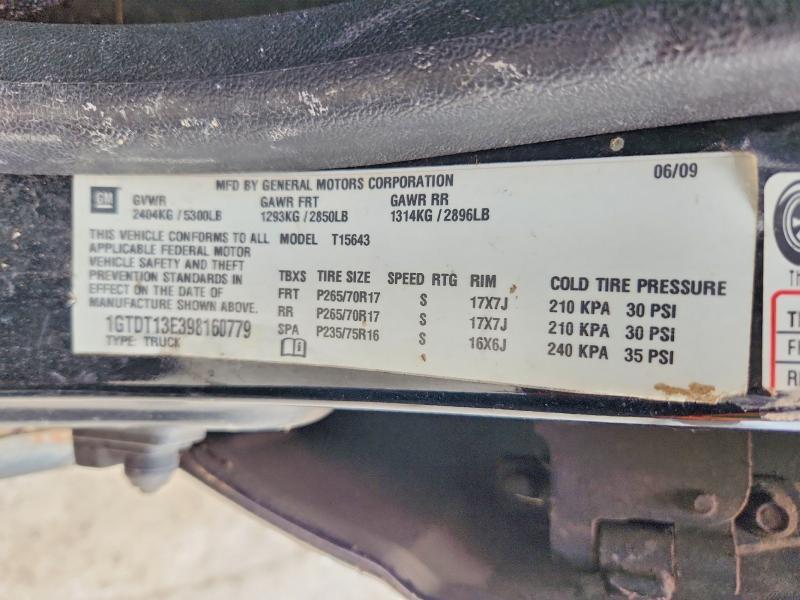 MFD BY GENERAL MOTORS CORPORATION 06/09
GM
GVWR GAWR FRT GAWR RR
2404KG / 5300LB 1293KG / 2850LB 1314KG / 2896LB
THIS VEHICLE CONFORMS TO ALL MODEL T15643
APPLICABLE FEDERAL MOTOR
VEHICLE SAFETY AND THEFT
PREVENTION STANDARDS IN
EFFECT ON THE DATE OF
MANUFACTURE SHOWN ABOVE.
1GTDT13E398160779
TYPE: TRUCK
TBXS TIRE SIZE SPEED RTG RIM COLD TIRE PRESSURE
FRT P265/70R17 S 17X7J 210 KPA 30 PSI
RR P265/70R17 S 17X7J 210 KPA 30 PSI
SPA P235/75R16 S 16X6J 240 KPA 35 PSI